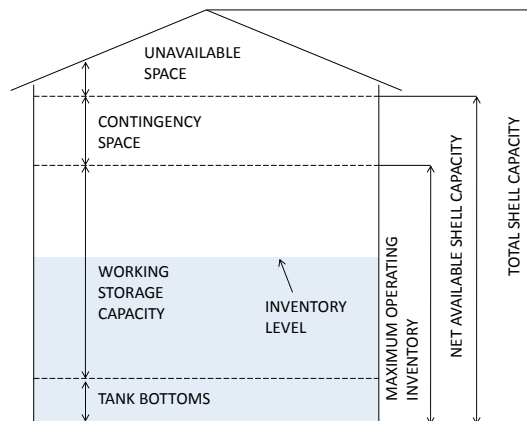 UNAVAILABLE
SPACE
CONTINGENCY
SPACE
WORKING
STORAGE
CAPACITY
INVENTORY
LEVEL
TANK BOTTOMS
MAXIMUM OPERATING
INVENTORY
NET AVAILABLE SHELL CAPACITY
TOTAL SHELL CAPACITY